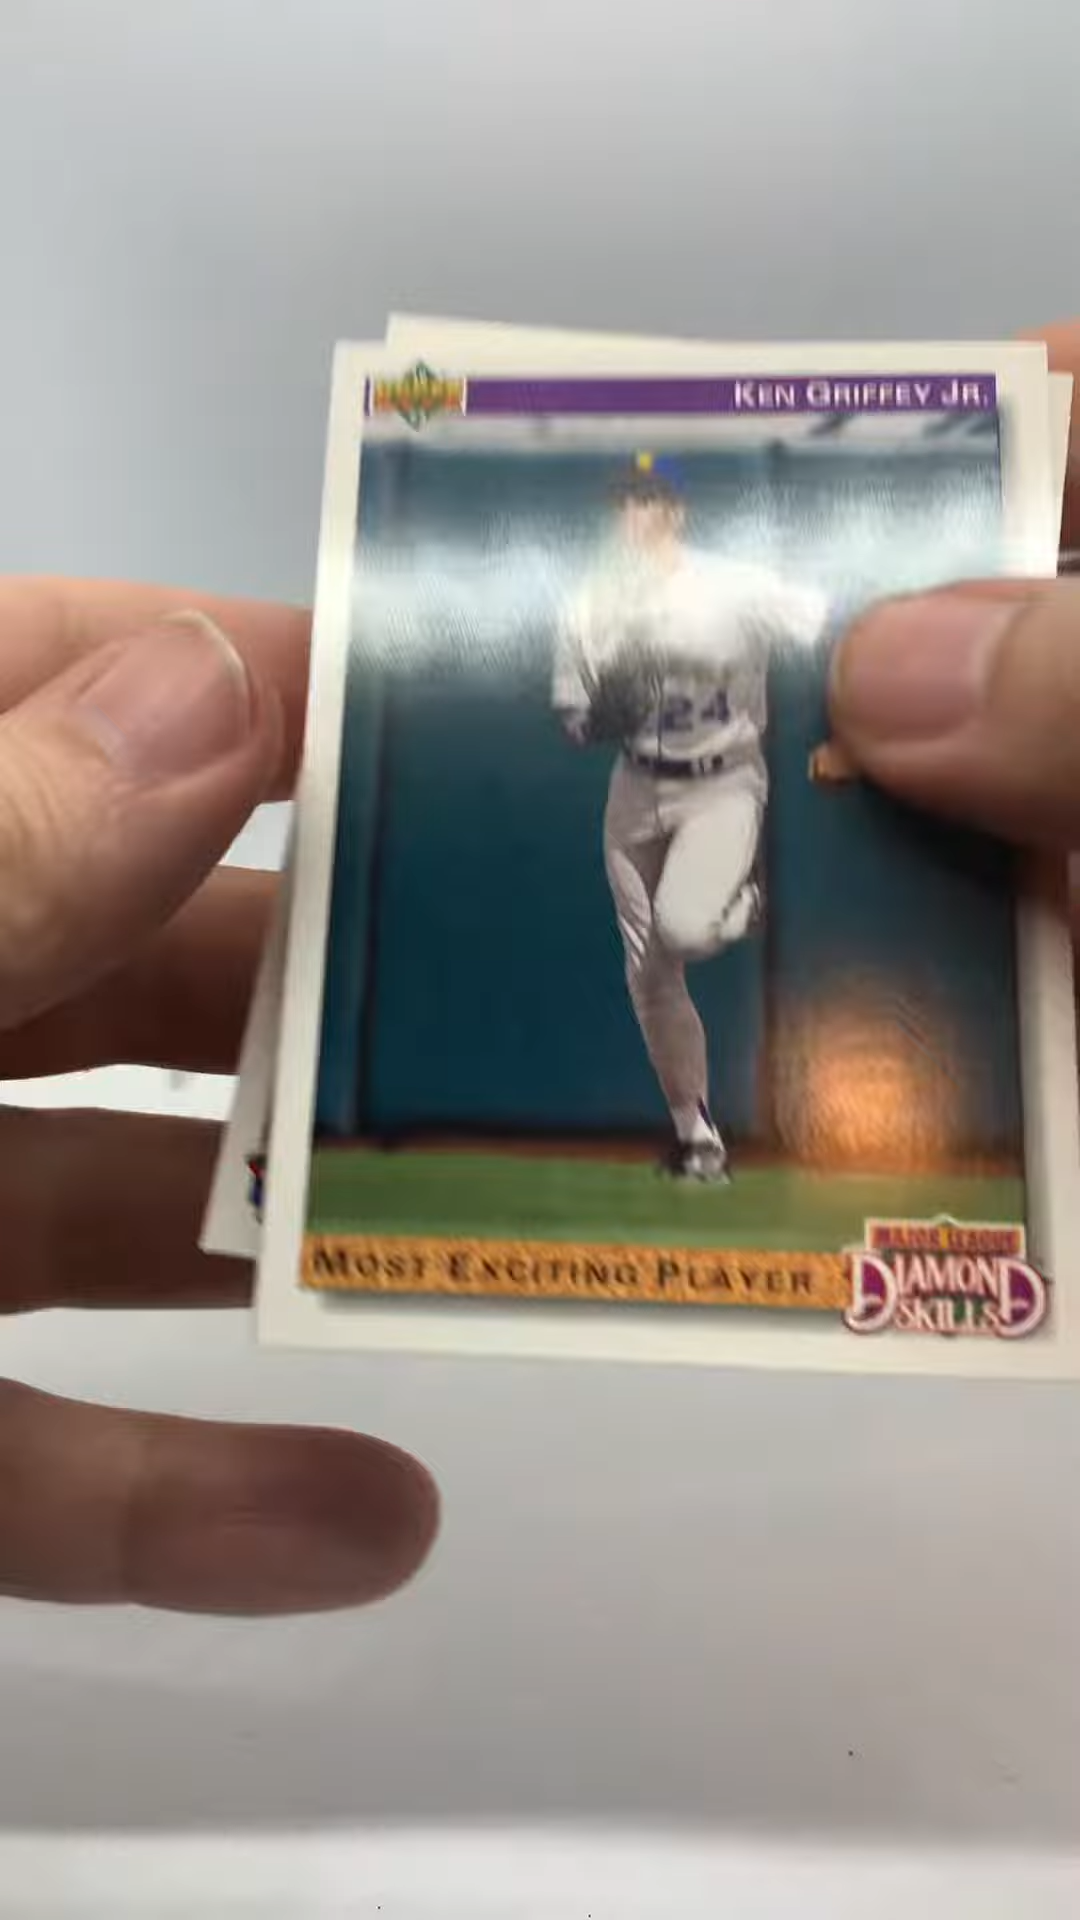 KEN GRIFFEY JR.
24
MOST EXCITING PLAYER
MAJOR LEAGUE
DIAMOND
SKILLS